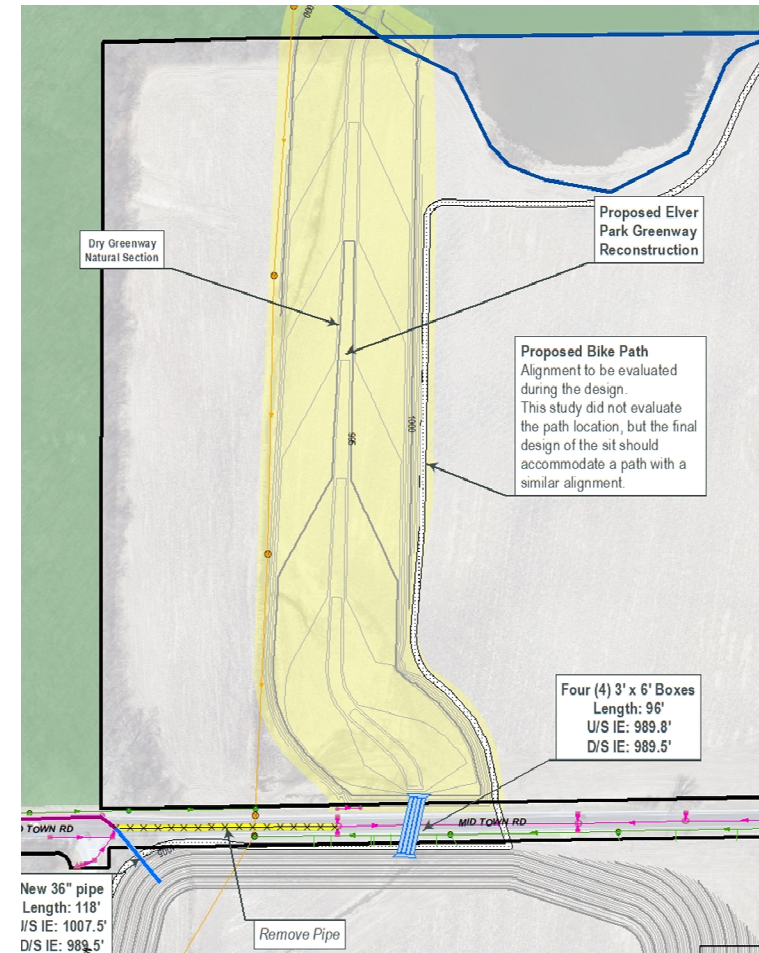 Dry Greenway
Natural Section
Proposed Elver
Park Greenway
Reconstruction
Proposed Bike Path
Alignment to be evaluated
during the design.
This study did not evaluate
the path location, but the final
design of the sit should
accommodate a path with a
similar alignment.
1000
995
Four (4) 3' x 6' Boxes
Length: 96'
U/S IE: 989.8'
D/S IE: 989.5'
TOWN RD
MID TOWN RD
New 36" pipe
Length: 118'
/S IE: 1007.5'
D/S IE: 989.5'
Remove Pipe